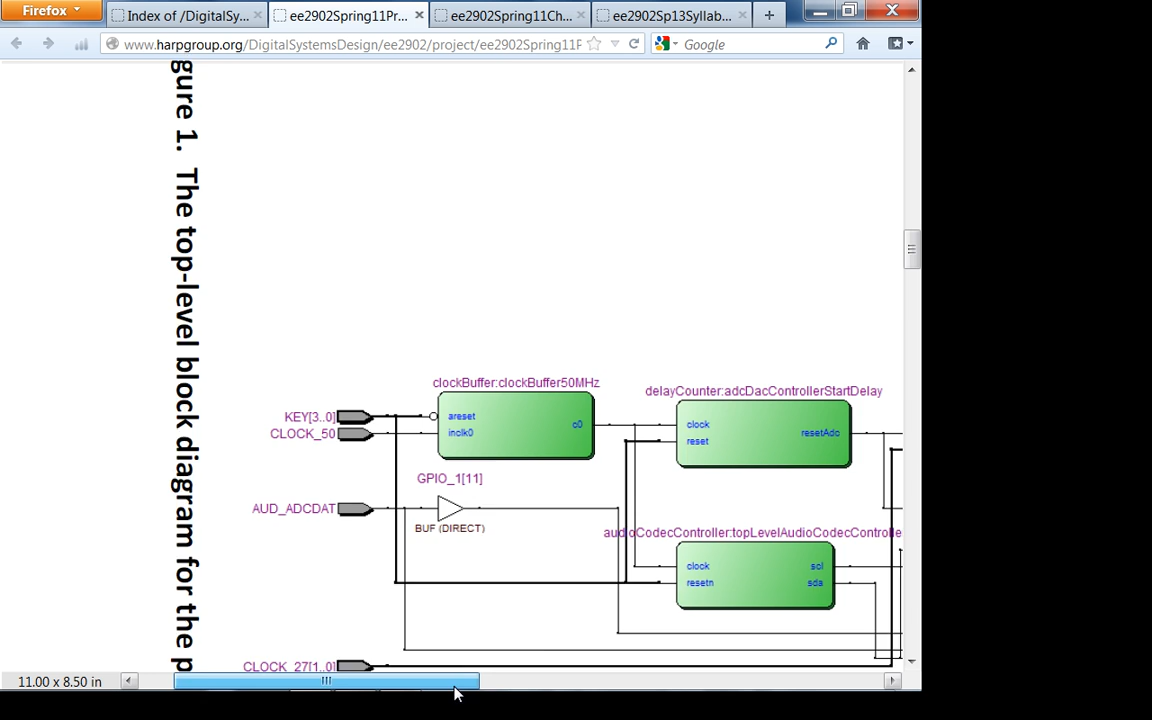 Firefox
Index of /DigitalSy...
ee2902Spring11Pr...
ee2902Spring11Ch...
ee2902Sp13Syllab...
www.harpgroup.org/DigitalSystemsDesign/ee2902/project/ee2902Spring11F
Google
gure 1. The top-level block diagram for the p
clockBuffer:clockBuffer50MHz
delayCounter:adcDacControllerStartDelay
KEY[3..0]
areset
c0
clock
resetAdc
CLOCK_50
inclk0
reset
GPIO_1[11]
AUD_ADCDAT
BUF (DIRECT)
audioCodecController:topLevelAudioCodecControlle
clock
scl
resetn
sda
CLOCK_27[1..0]
11.00 x 8.50 in